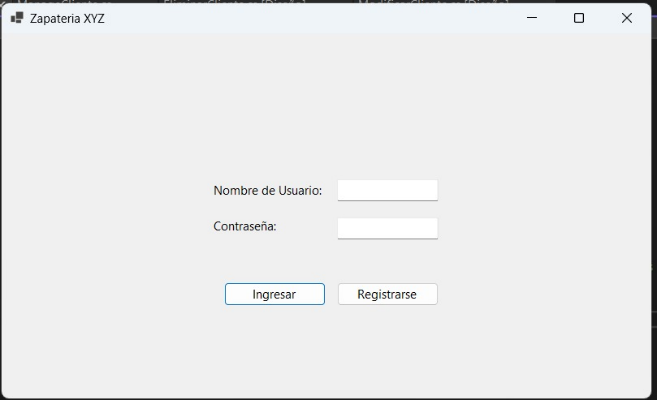 Zapateria XYZ
Nombre de Usuario:
Contraseña:
Ingresar Registrarse